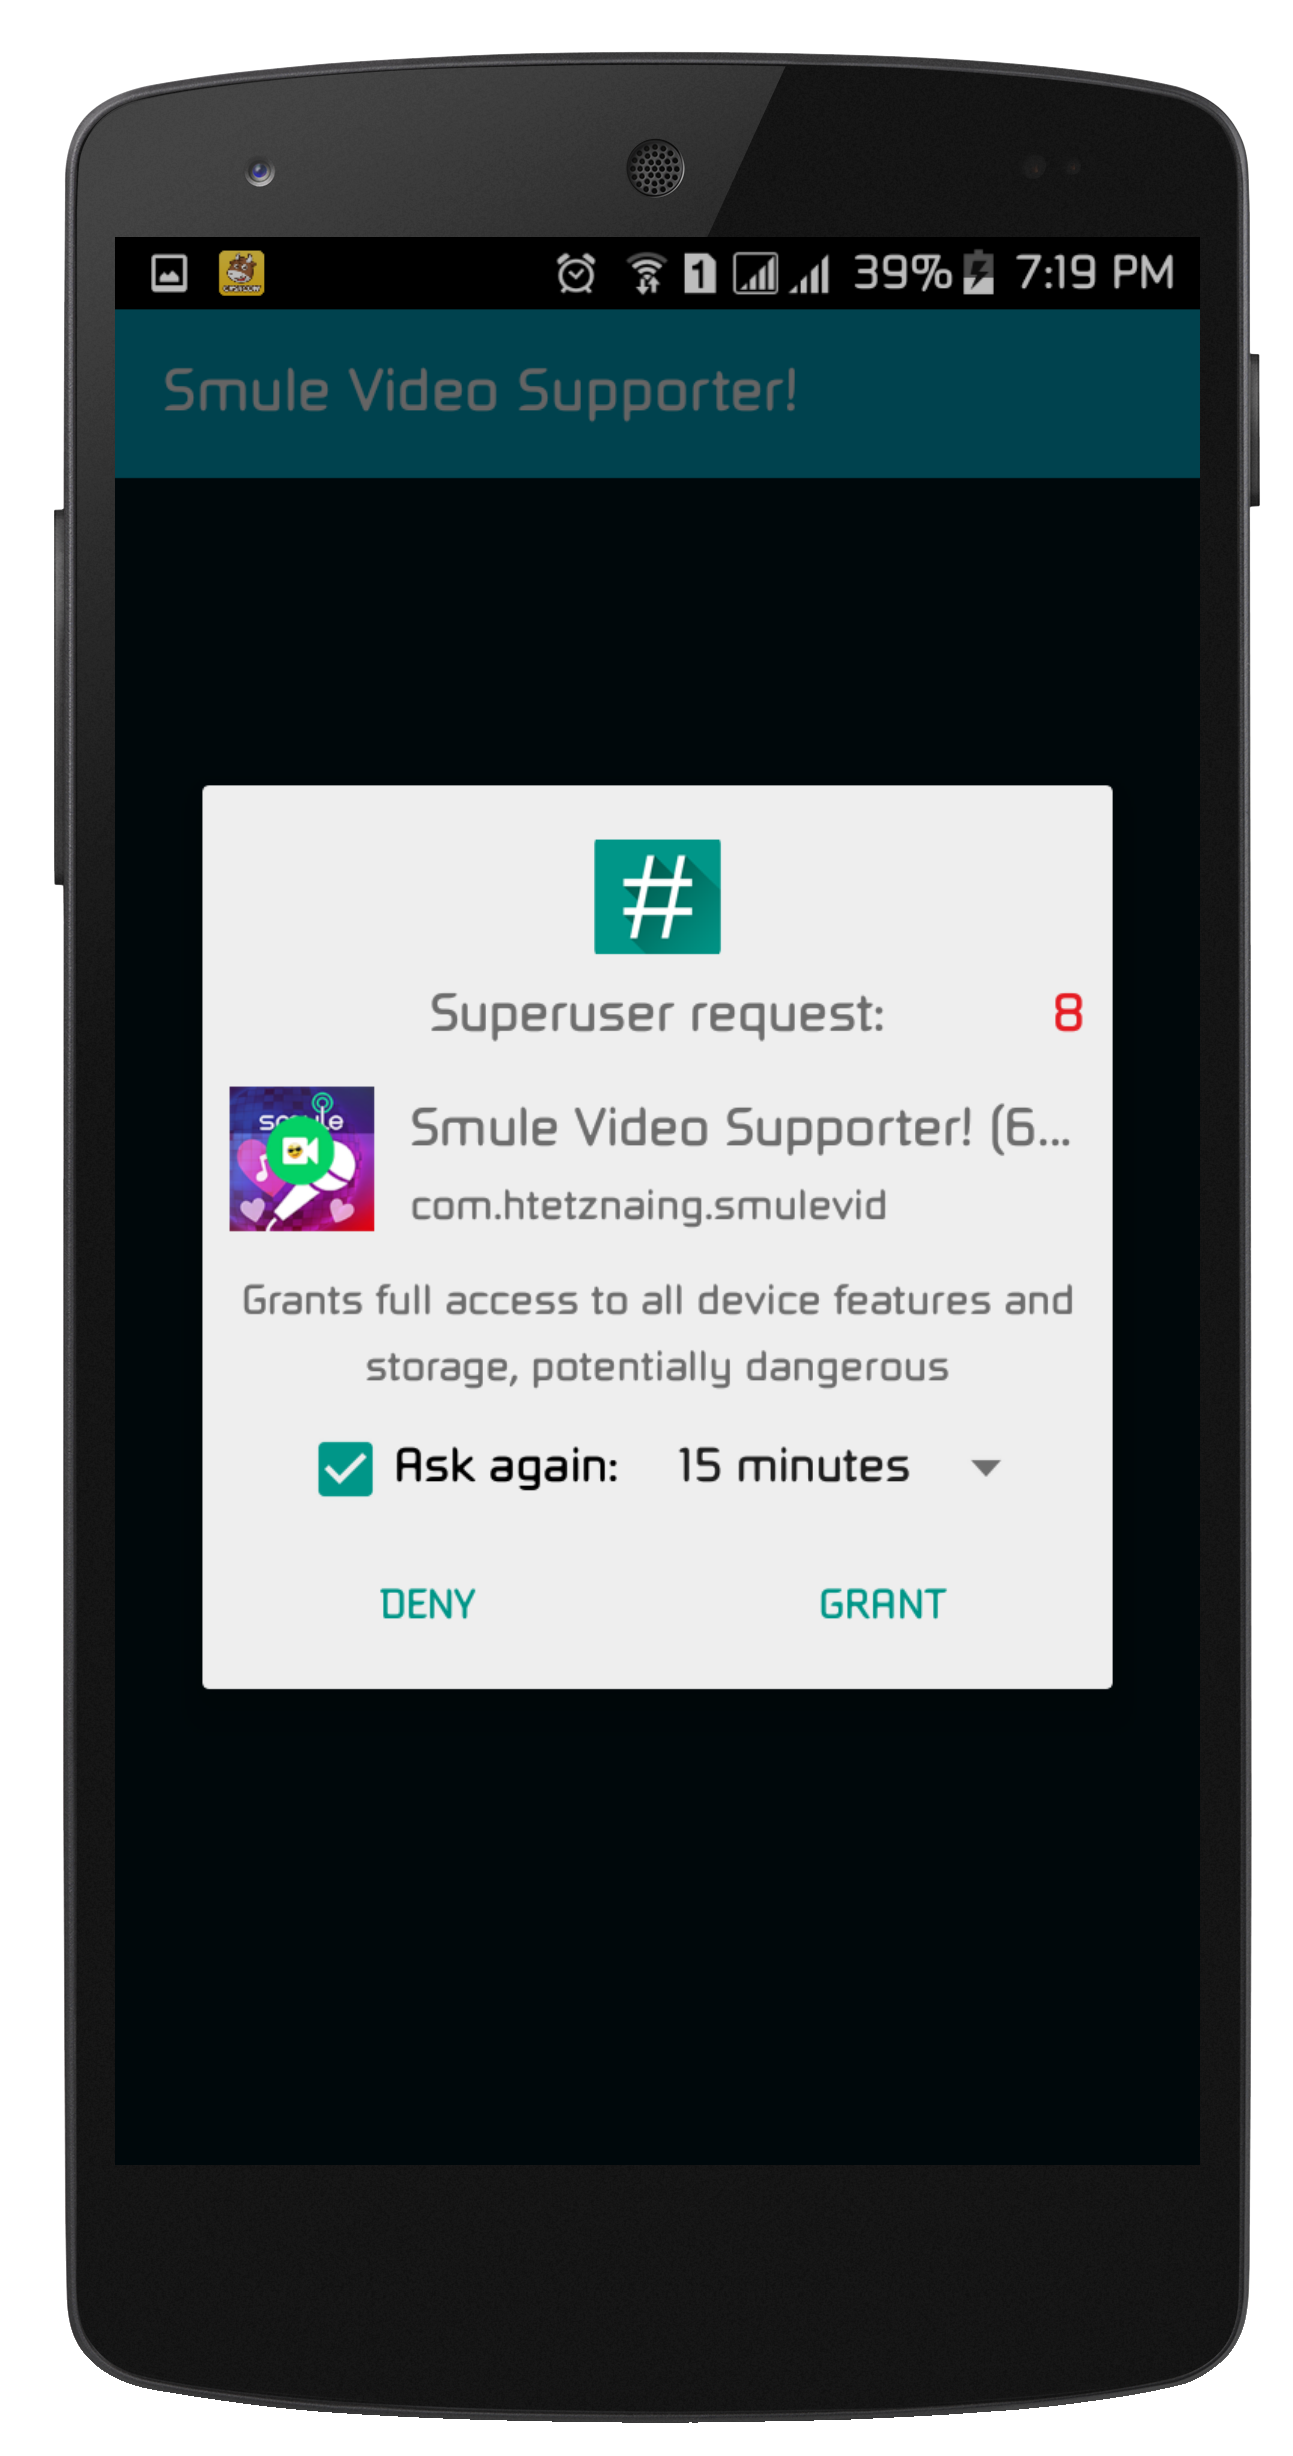 1 39% 7:19 PM
Smule Video Supporter!
#
Superuser request: 8
smule
Smule Video Supporter! (6...
com.htetznaing.smulevid
Grants full access to all device features and
storage, potentially dangerous
Ask again: 15 minutes
DENY GRANT